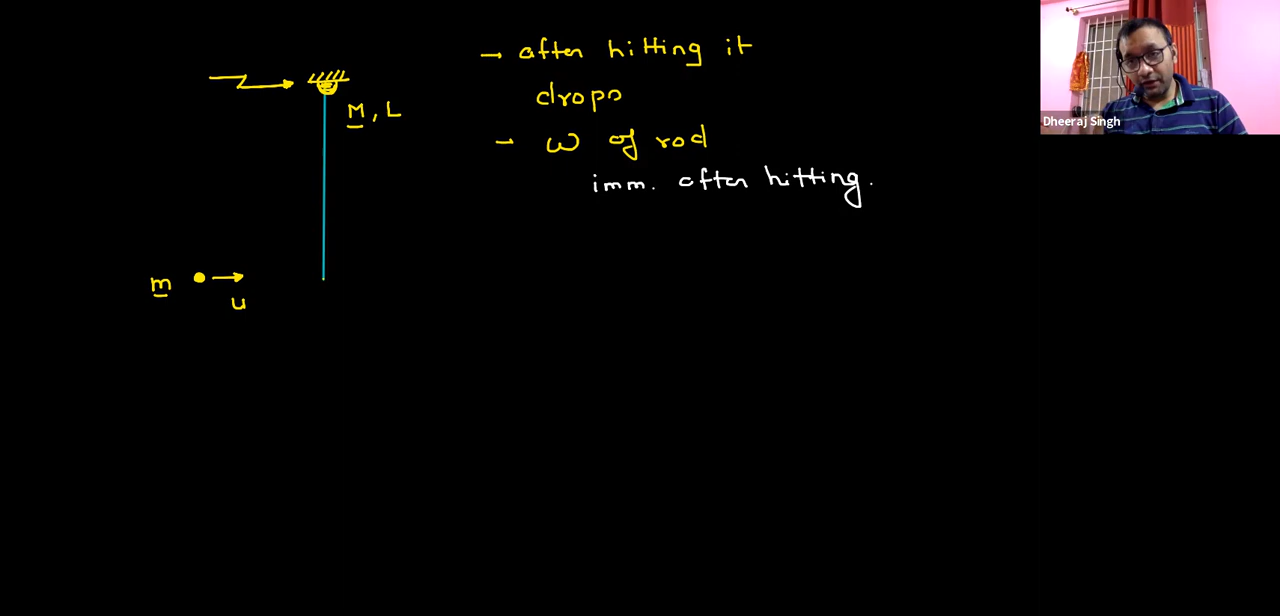 → after hitting it
drops
M, L
- ω of rod
imm. after hitting.
m
u
Dheeraj Singh